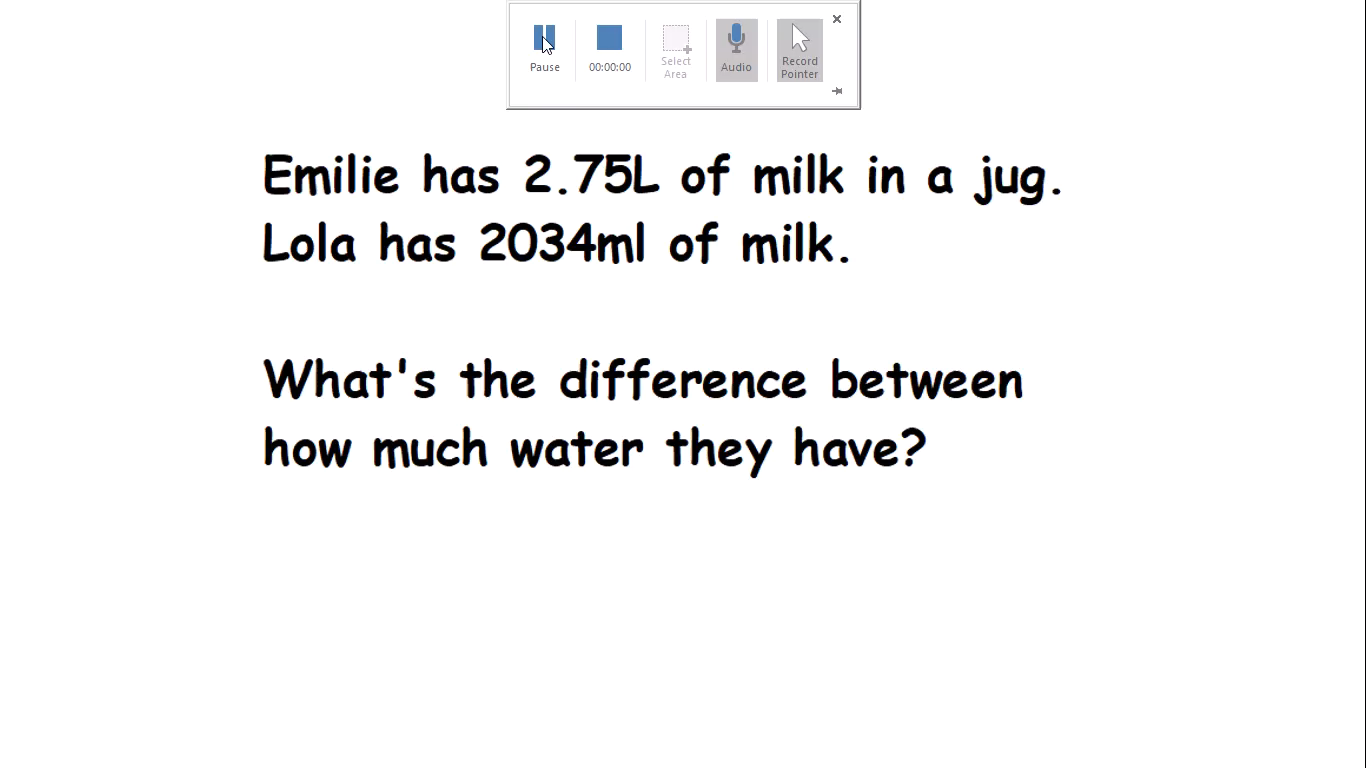 Pause
00:00:00
Select
Area
Audio
Record
Pointer
Emilie has 2.75L of milk in a jug.
Lola has 2034ml of milk.
What's the difference between
how much water they have?